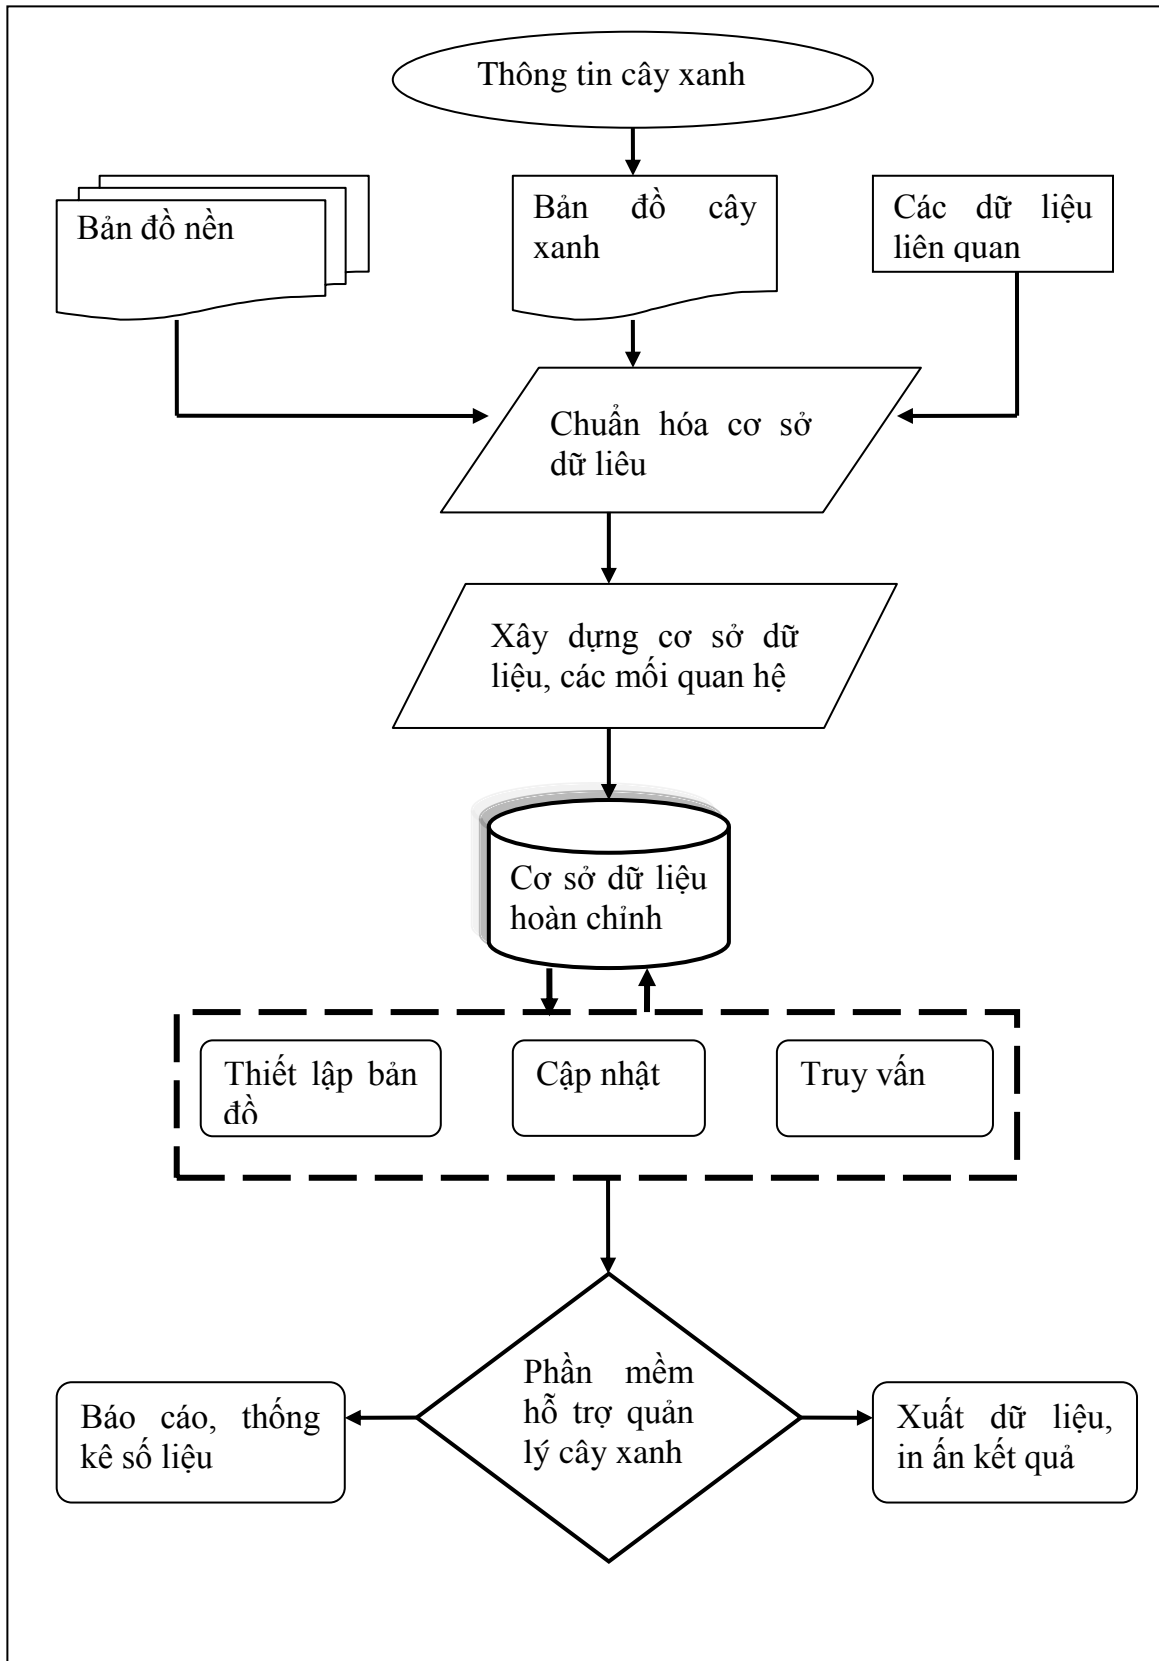 Thông tin cây xanh
Bản đồ nền
Bản đồ cây
xanh
Các dữ liệu
liên quan
Chuẩn hóa cơ sở
dữ liêu
Xây dựng cơ sở dữ
liệu, các mối quan hệ
Cơ sở dữ liệu
hoàn chỉnh
Thiết lập bản
đồ
Cập nhật
Truy vấn
Phần mềm
hỗ trợ quản
lý cây xanh
Báo cáo, thống
kê số liệu
Xuất dữ liệu,
in ấn kết quả